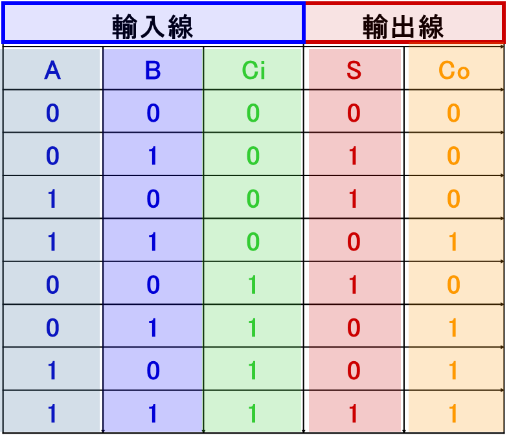 輸入線 輸出線
A B Ci S Co
0 0 0 0 0
0 1 0 1 0
1 0 0 1 0
1 1 0 0 1
0 0 1 1 0
0 1 1 0 1
1 0 1 0 1
1 1 1 1 1